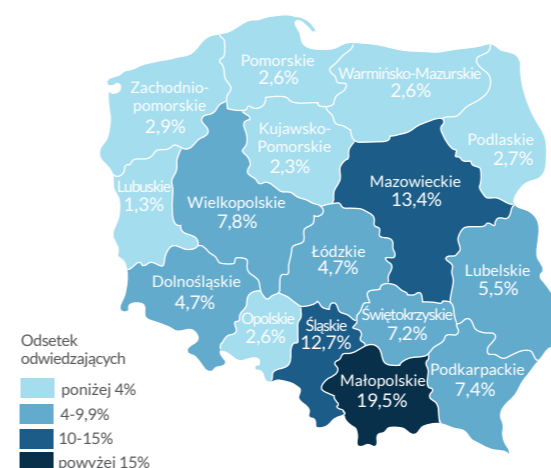 Pomorskie
2,6%
Warmińsko-Mazurskie
2,6%
Zachodnio-
pomorskie
2,9%
Kujawsko-
Pomorskie
2,3%
Podlaskie
2,7%
Mazowieckie
13,4%
Lubuskie
1,3%
Wielkopolskie
7,8%
Łódzkie
4,7%
Lubelskie
5,5%
Dolnośląskie
4,7%
Opolskie
2,6%
Śląskie
12,7%
Świętokrzyskie
7,2%
Małopolskie
19,5%
Podkarpackie
7,4%
Odsetek
odwiedzających
poniżej 4%
4-9,9%
10-15%
powyżej 15%